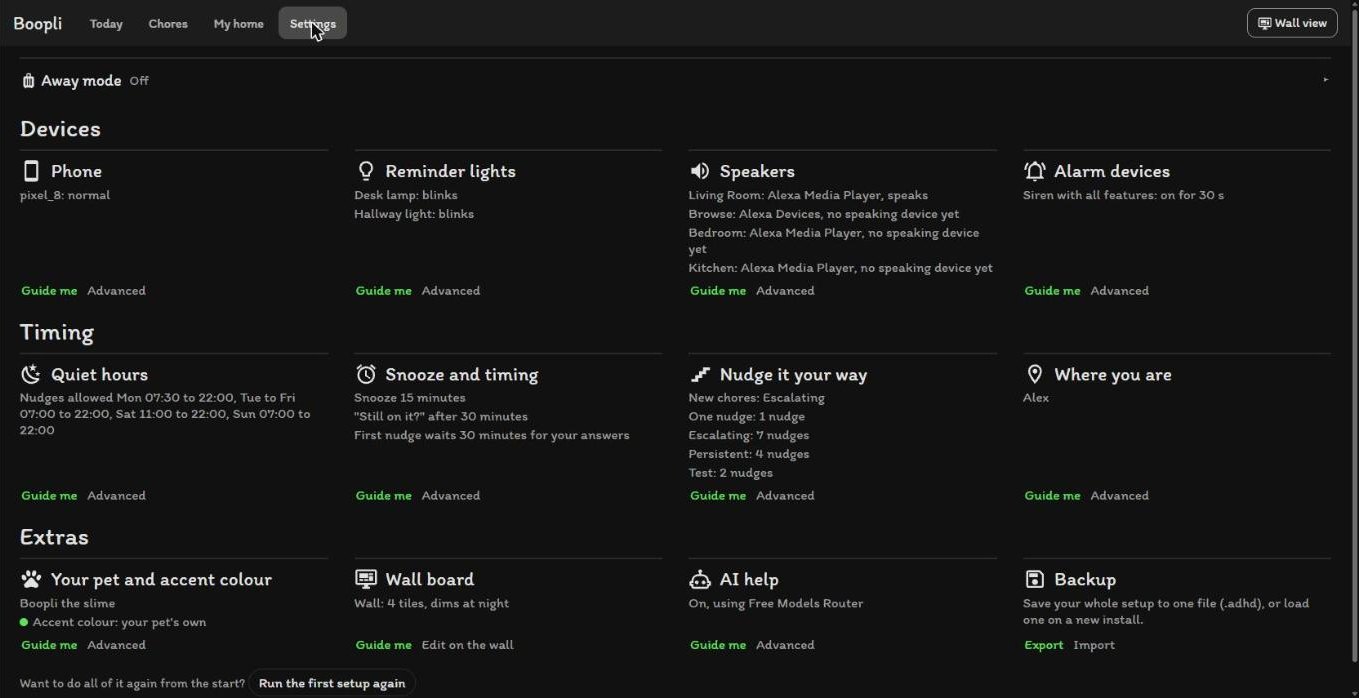 Boopli Today Chores My home Settings Wall view
Away mode Off
Devices
Phone
pixel_8: normal
Guide me Advanced
Reminder lights
Desk lamp: blinks
Hallway light: blinks
Guide me Advanced
Speakers
Living Room: Alexa Media Player, speaks
Browse: Alexa Devices, no speaking device yet
Bedroom: Alexa Media Player, no speaking device
yet
Kitchen: Alexa Media Player, no speaking device yet
Guide me Advanced
Alarm devices
Siren with all features: on for 30 s
Guide me Advanced
Timing
Quiet hours
Nudges allowed Mon 07:30 to 22:00, Tue to Fri
07:00 to 22:00, Sat 11:00 to 22:00, Sun 07:00 to
22:00
Guide me Advanced
Snooze and timing
Snooze 15 minutes
"Still on it?" after 30 minutes
First nudge waits 30 minutes for your answers
Guide me Advanced
Nudge it your way
New chores: Escalating
One nudge: 1 nudge
Escalating: 7 nudges
Persistent: 4 nudges
Test: 2 nudges
Guide me Advanced
Where you are
Alex
Guide me Advanced
Extras
Your pet and accent colour
Boopli the slime
Accent colour: your pet's own
Guide me Advanced
Wall board
Wall: 4 tiles, dims at night
Guide me Edit on the wall
AI help
On, using Free Models Router
Guide me Advanced
Backup
Save your whole setup to one file (.adhd), or load
one on a new install.
Export Import
Want to do all of it again from the start? Run the first setup again